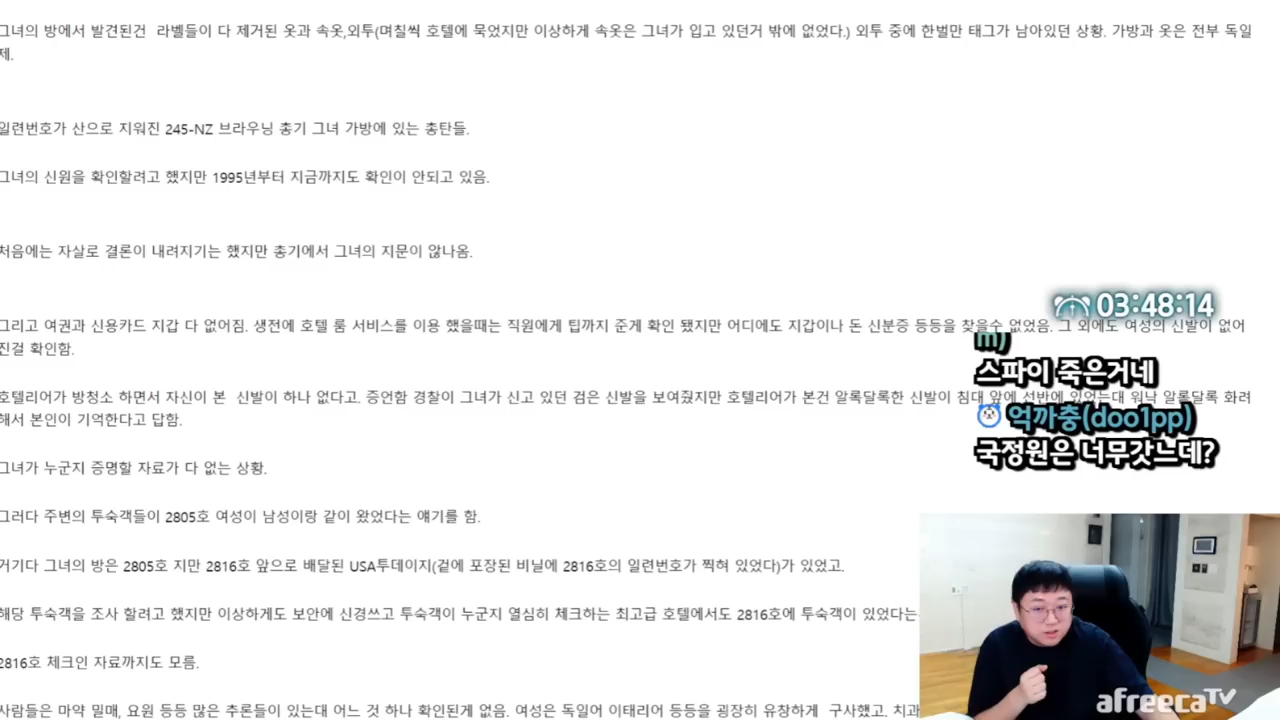 그녀의 방에서 발견된건  라벨들이 다 제거된 옷과 속옷,외투(며칠씩 호텔에 묵었지만 이상하게 속옷은 그녀가 입고 있던거 밖에 없었다.) 외투 중에 한벌만 태그가 남아있던 상황. 가방과 옷은 전부 독일
제.
일련번호가 산으로 지워진 245-NZ 브라우닝 총기 그녀 가방에 있는 총탄들.
그녀의 신원을 확인할려고 했지만 1995년부터 지금까지도 확인이 안되고 있음.
처음에는 자살로 결론이 내려지기는 했지만 총기에서 그녀의 지문이 않나옴.
03:48:14
그리고 여권과 신용카드 지갑 다 없어짐. 생전에 호텔 룸 서비스를 이용 했을때는 직원에게 팁까지 준게 확인 됐지만 어디에도 지갑이나 돈 신분증 등등을 찾을수 없었음. 그 외에도 여성의 신발이 없어
진걸 확인함.
m)
스파이 죽은거네
호텔리어가 방청소 하면서 자신이 본  신발이 하나 없다고. 증언함 경찰이 그녀가 신고 있던 검은 신발을 보여줬지만 호텔리어가 본건 알록달록한 신발이 침대 앞에 선반에 있었는대 워낙 알록달록 화려
해서 본인이 기억한다고 답함.
억까충(doo1pp)
국정원은 너무갓느데?
그녀가 누군지 증명할 자료가 다 없는 상황.
그러다 주변의 투숙객들이 2805호 여성이 남성이랑 같이 왔었다는 얘기를 함.
거기다 그녀의 방은 2805호 지만 2816호 앞으로 배달된 USA투데이지(겉에 포장된 비닐에 2816호의 일련번호가 찍혀 있었다)가 있었고.
해당 투숙객을 조사 할려고 했지만 이상하게도 보안에 신경쓰고 투숙객이 누군지 열심히 체크하는 최고급 호텔에서도 2816호에 투숙객이 있었다는
2816호 체크인 자료까지도 모름.
사람들은 마약 밀매, 요원 등등 많은 추론들이 있는대 어느 것 하나 확인된게 없음. 여성은 독일어 이태리어 등등을 굉장히 유창하게  구사했고. 치과
afreecaTV